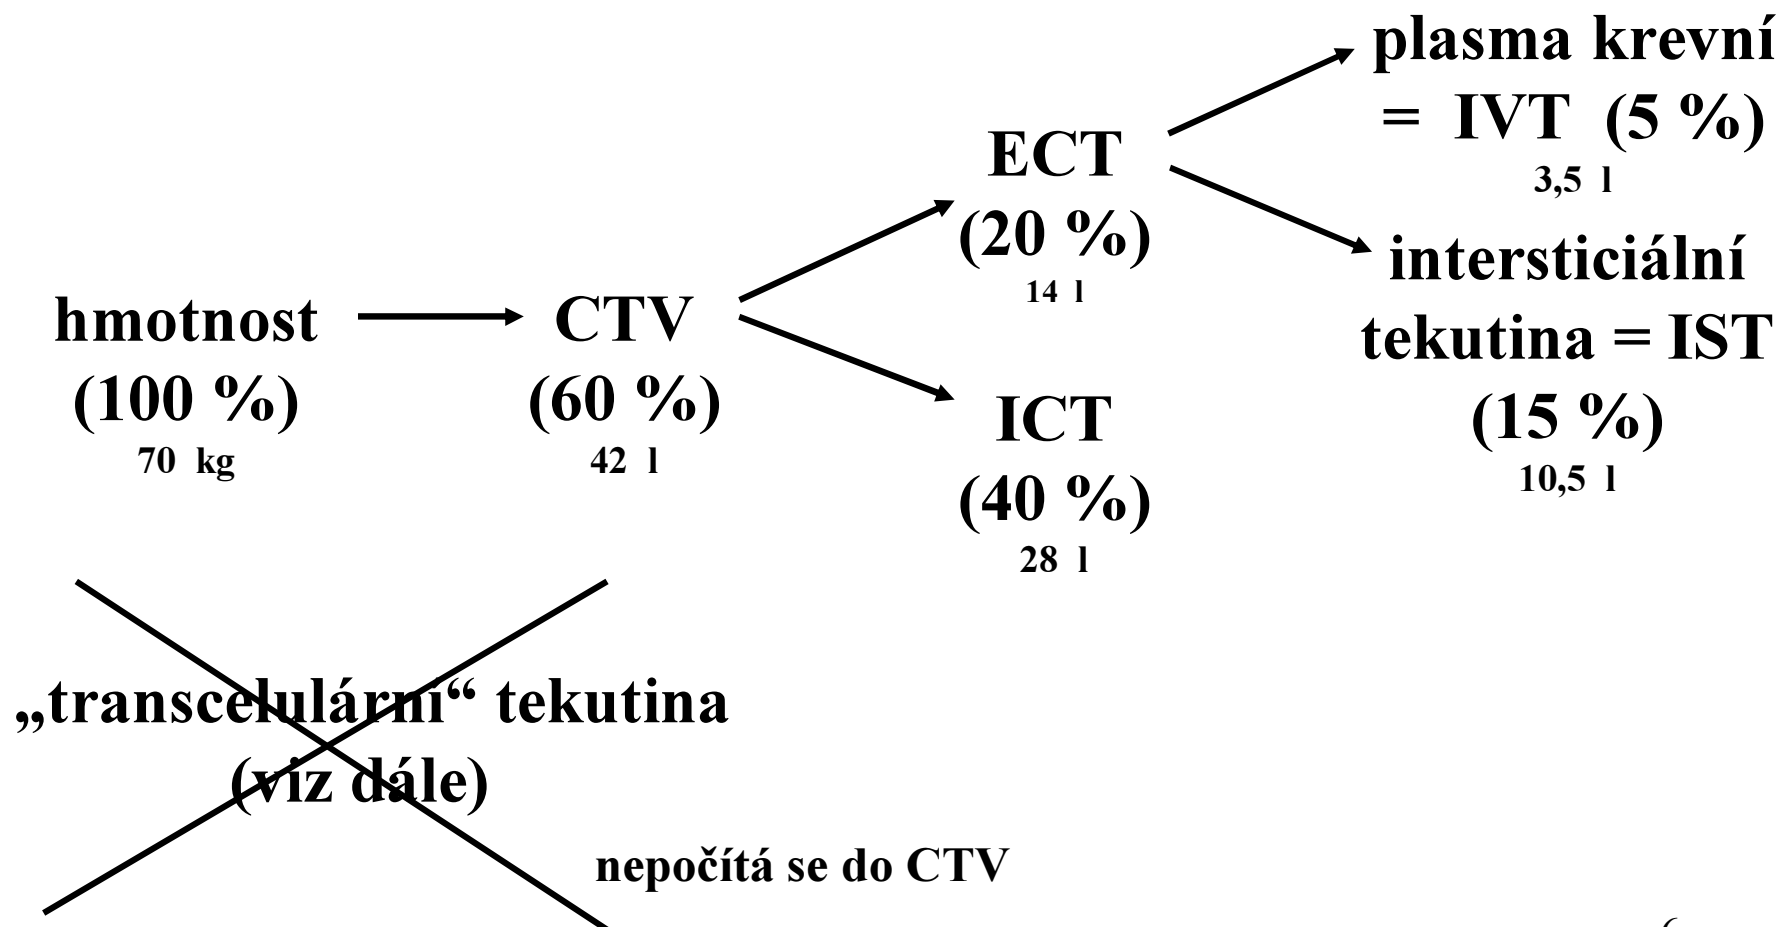 plasma krevní
= IVT (5 %)
3,5 l
ECT
(20 %)
14 l
intersticiální
tekutina = IST
(15 %)
10,5 l
hmotnost
(100 %)
70 kg
CTV
(60 %)
42 l
ICT
(40 %)
28 l
„transcelulární“ tekutina
(viz dále)
nepočítá se do CTV